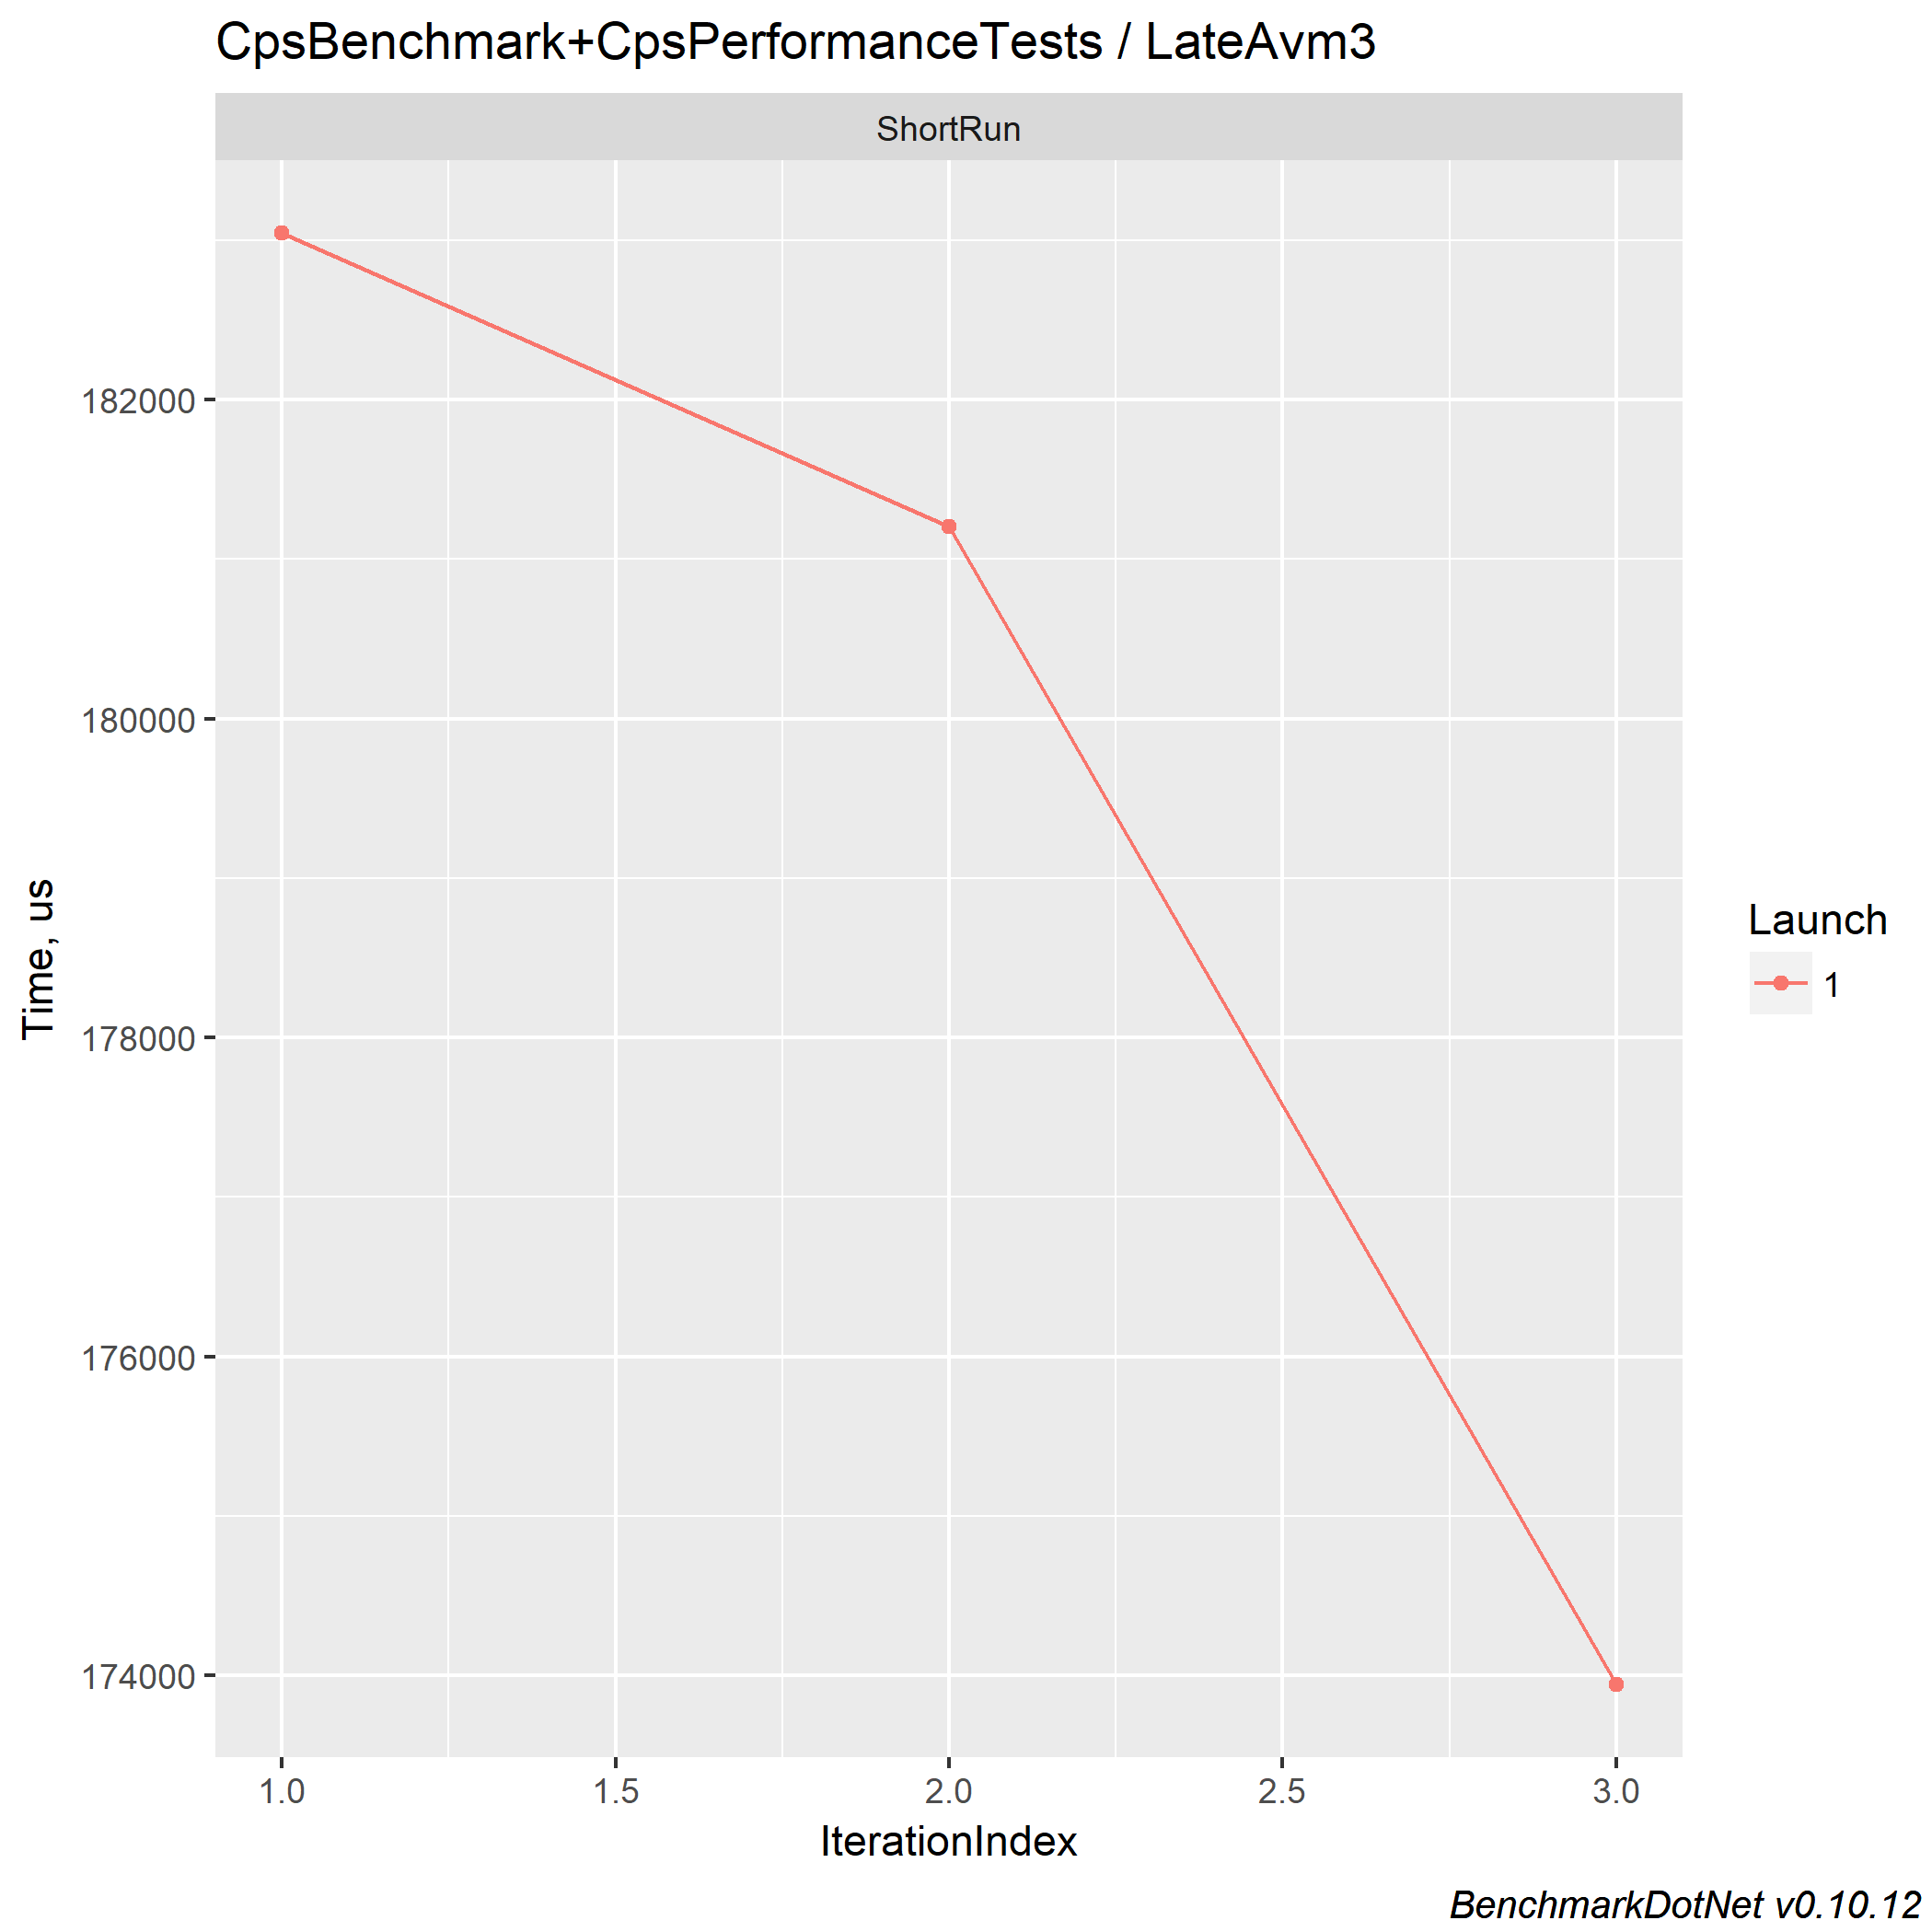 CpsBenchmark+CpsPerformanceTests / LateAvm3
ShortRun
182000
180000
178000
176000
174000
Time, us
1.0
1.5
2.0
2.5
3.0
IterationIndex
Launch
1
BenchmarkDotNet v0.10.12